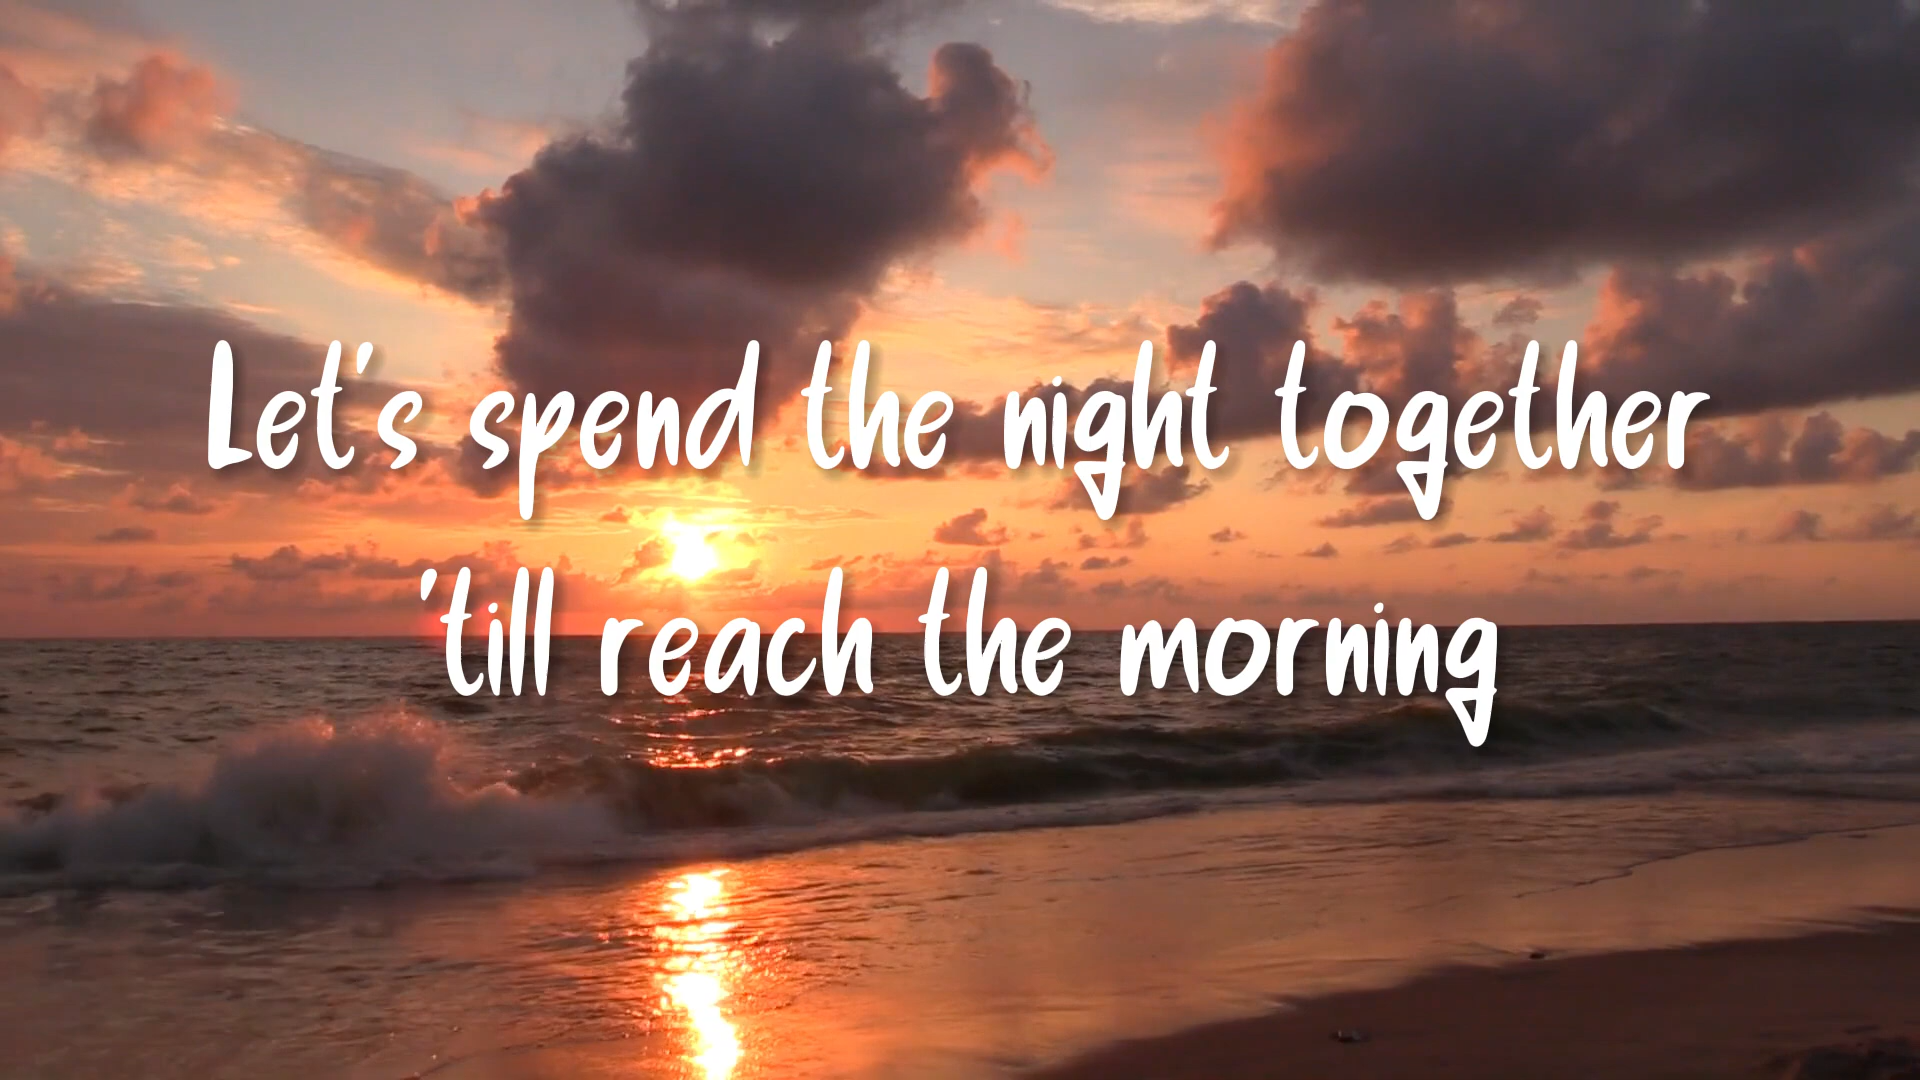 Let's spend the night together
'till reach the morning